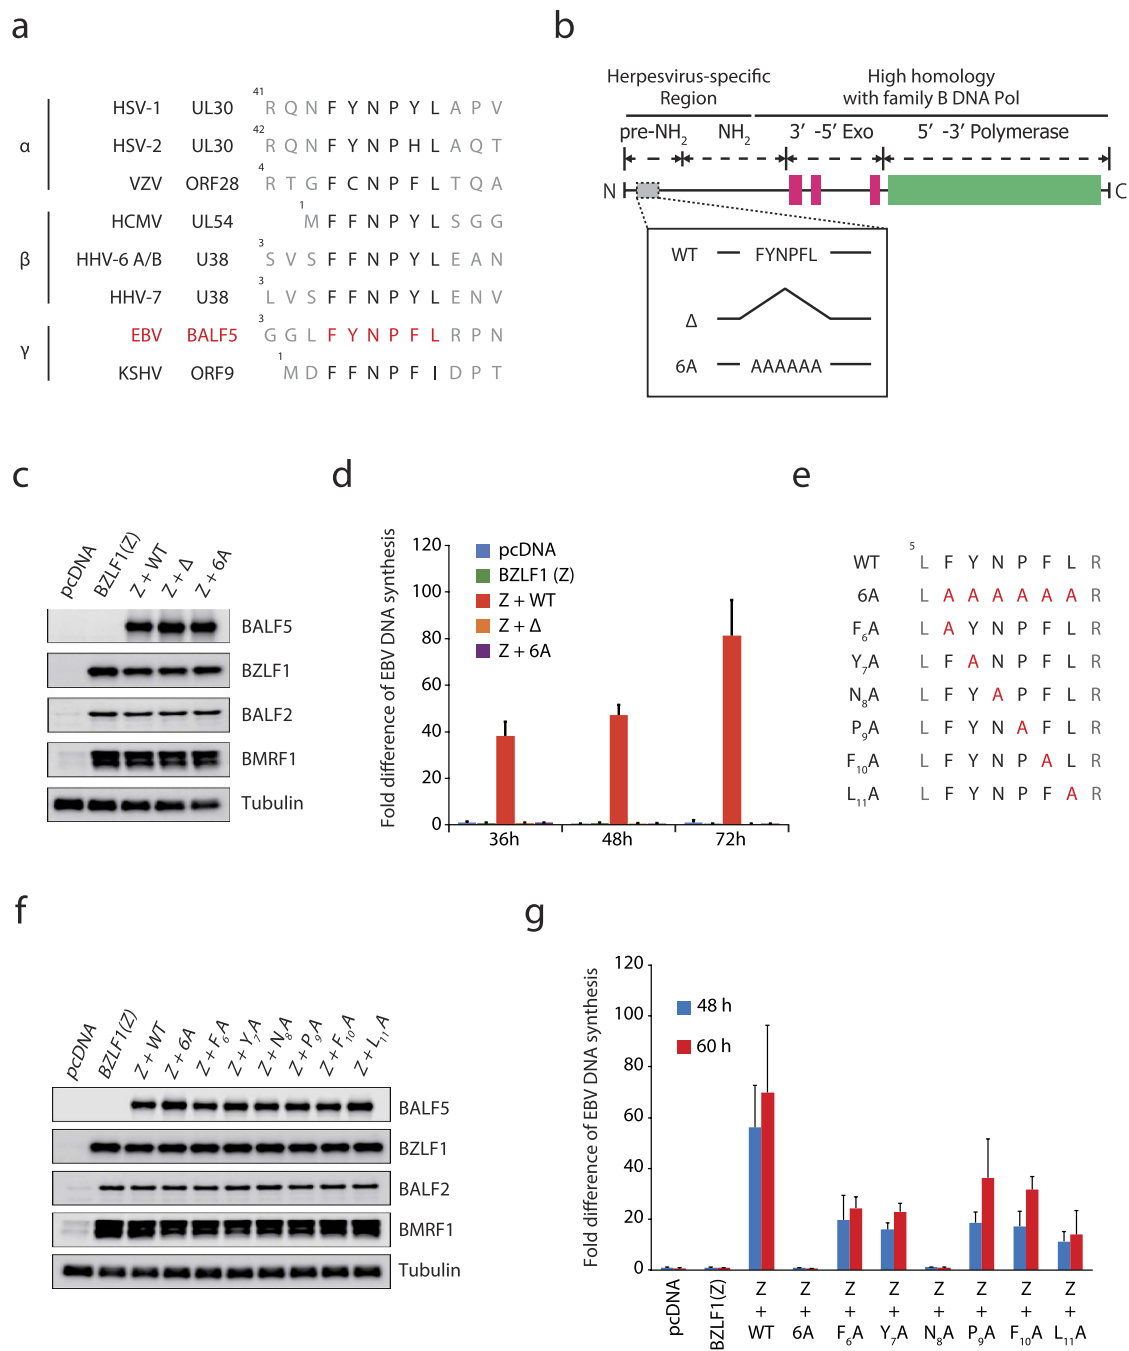 a
41
HSV-1 UL30 R Q N F Y N P Y L A P V
42
HSV-2 UL30 R Q N F Y N P H L A Q T
α
4
VZV ORF28 R T G F C N P F L T Q A
1
HCMV UL54 M F F N P Y L S G G
3
β HHV-6 A/B U38 S V S F F N P Y L E A N
3
HHV-7 U38 L V S F F N P Y L E N V
3
EBV BALF5 G G L F Y N P F L R P N
γ
1
KSHV ORF9 M D F F N P F I D P T
b
Herpesvirus-specific Region
High homology with family B DNA Pol
pre-NH2 NH2 3′ -5′ Exo 5′ -3′ Polymerase
N C
WT FYNPFL
Δ
6A AAAAAA
c
pcDNA BZLF1(Z) Z + WT Z + Δ Z + 6A
BALF5
BZLF1
BALF2
BMRF1
Tubulin
d
Fold difference of EBV DNA synthesis
120
100
80
60
40
20
0
pcDNA
BZLF1 (Z)
Z + WT
Z + Δ
Z + 6A
36h 48h 72h
e
5
WT L F Y N P F L R
6A L A A A A A A R
F6A L A Y N P F L R
Y7A L F A N P F L R
N8A L F Y A P F L R
P9A L F Y N A F L R
F10A L F Y N P A L R
L11A L F Y N P F A R
f
pcDNA BZLF1(Z) Z + WT Z + 6A Z + F6A Z + Y7A Z + N8A Z + P9A Z + F10A Z + L11A
BALF5
BZLF1
BALF2
BMRF1
Tubulin
g
Fold difference of EBV DNA synthesis
120
100
80
60
40
20
0
48 h
60 h
pcDNA BZLF1(Z) Z + WT Z + 6A Z + F6A Z + Y7A Z + N8A Z + P9A Z + F10A Z + L11A